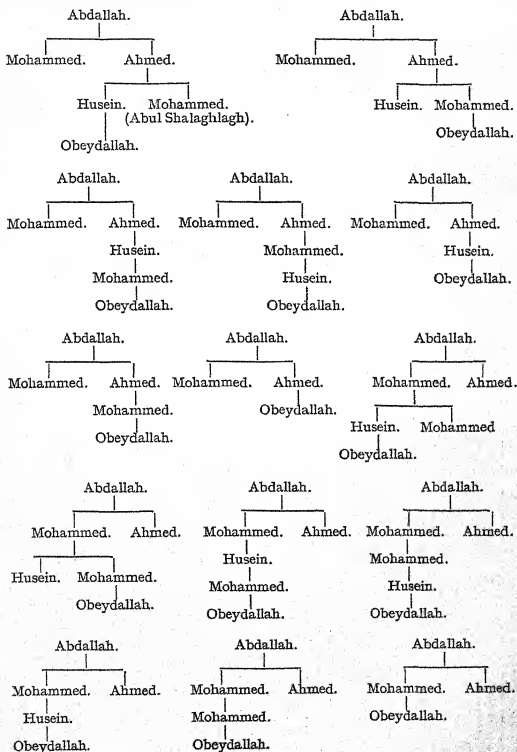 Abdallah. Abdallah.
Mohammed. Ahmed. Mohammed. Ahmed.
Husein. Mohammed. Husein. Mohammed.
(Abul Shalaghlagh). Obeydallah.
Obeydallah.
Abdallah. Abdallah. Abdallah.
Mohammed. Ahmed. Mohammed. Ahmed. Mohammed. Ahmed.
Husein. Mohammed. Husein.
Mohammed. Husein. Obeydallah.
Obeydallah. Obeydallah.
Abdallah. Abdallah. Abdallah.
Mohammed. Ahmed. Mohammed. Ahmed. Mohammed. Ahmed.
Mohammed. Obeydallah. Husein. Mohammed
Obeydallah. Obeydallah.
Abdallah. Abdallah. Abdallah.
Mohammed. Ahmed. Mohammed. Ahmed. Mohammed. Ahmed.
Husein. Mohammed. Husein. Mohammed.
Obeydallah. Mohammed. Husein.
Obeydallah. Obeydallah.
Abdallah. Abdallah. Abdallah.
Mohammed. Ahmed. Mohammed. Ahmed. Mohammed. Ahmed.
Husein. Mohammed. Obeydallah.
Obeydallah. Obeydallah.